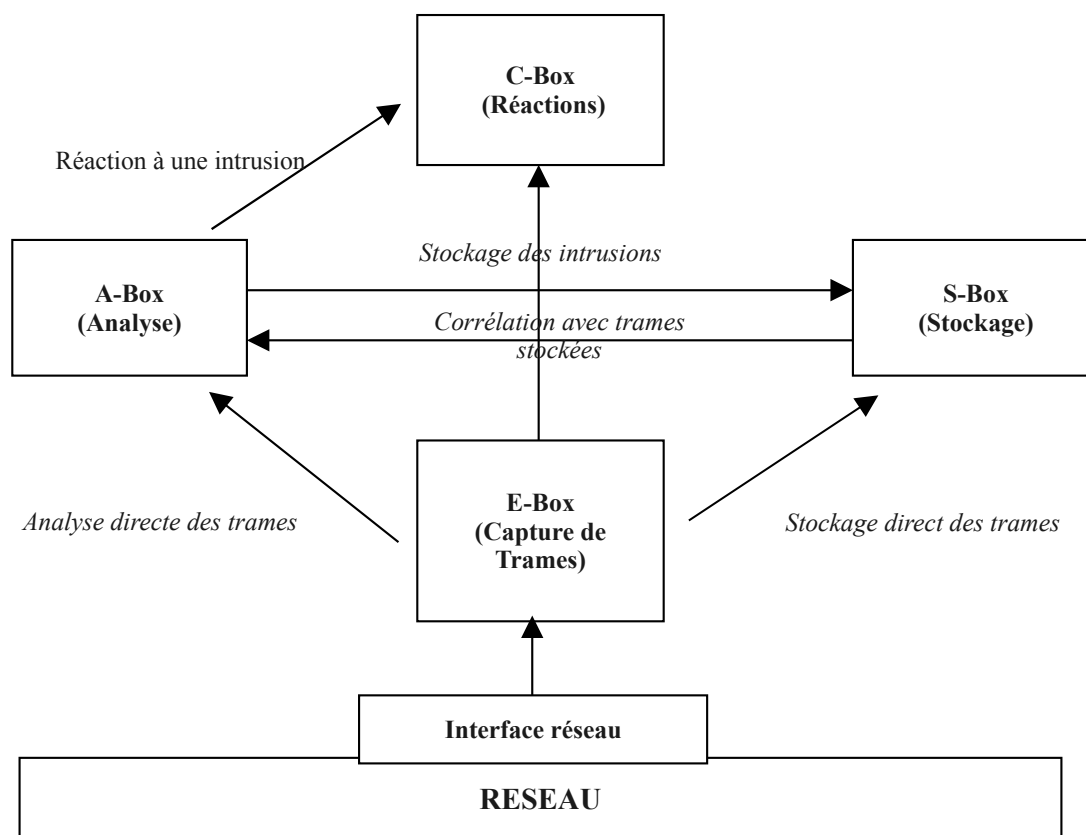 C-Box
(Réactions)
Réaction à une intrusion
Stockage des intrusions
A-Box
(Analyse)
S-Box
(Stockage)
Corrélation avec trames
stockées
E-Box
(Capture de
Trames)
Analyse directe des trames
Stockage direct des trames
Interface réseau
RESEAU